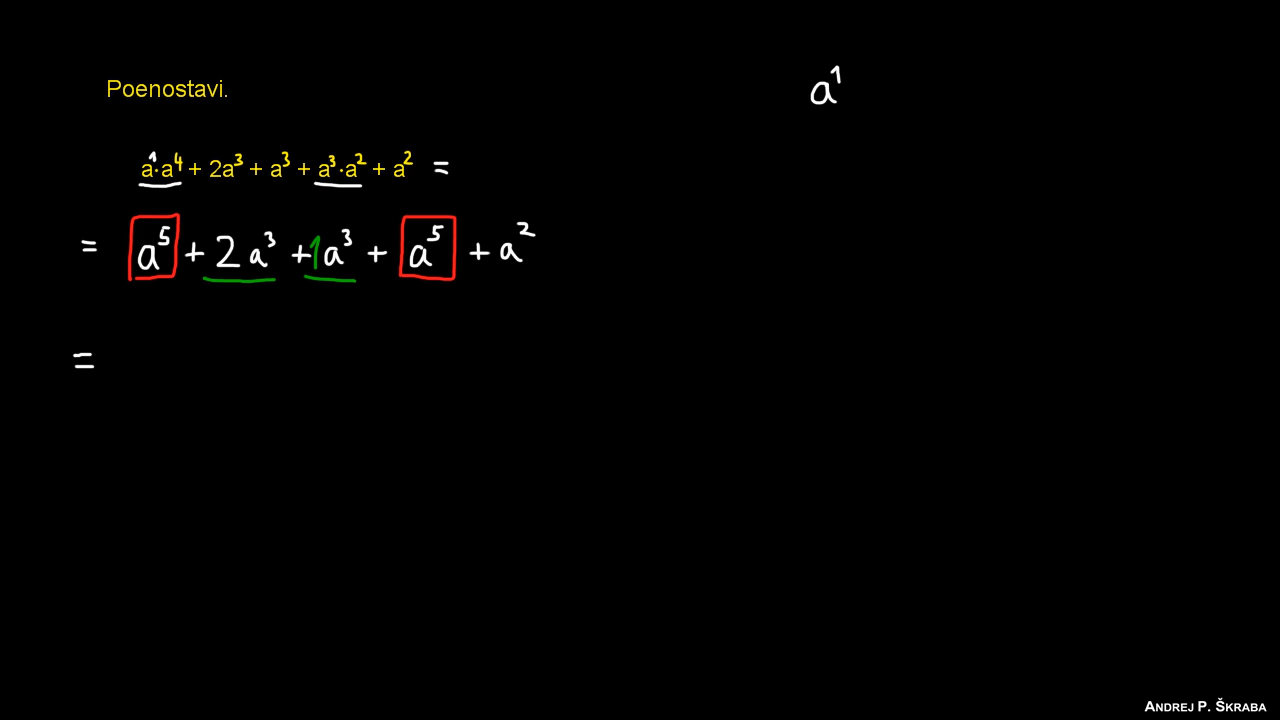 Poenostavi.
a¹
a¹·a⁴ + 2a³ + a³ + a³·a² + a² =
= a⁵ + 2a³ + 1a³ + a⁵ + a²
=
ANDREJ P. ŠKRABA